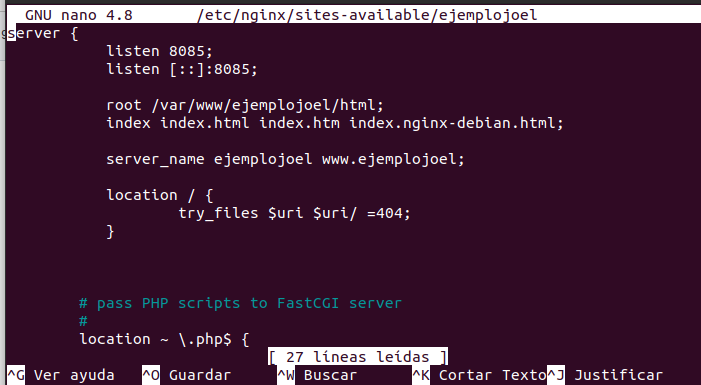 GNU nano 4.8 /etc/nginx/sites-available/ejemplojoel
server {
listen 8085;
listen [::]:8085;
root /var/www/ejemplojoel/html;
index index.html index.htm index.nginx-debian.html;
server_name ejemplojoel www.ejemplojoel;
location / {
try_files $uri $uri/ =404;
}
# pass PHP scripts to FastCGI server
#
location ~ \.php$ {
[ 27 líneas leídas ]
^G Ver ayuda ^O Guardar ^W Buscar ^K Cortar Texto ^J Justificar